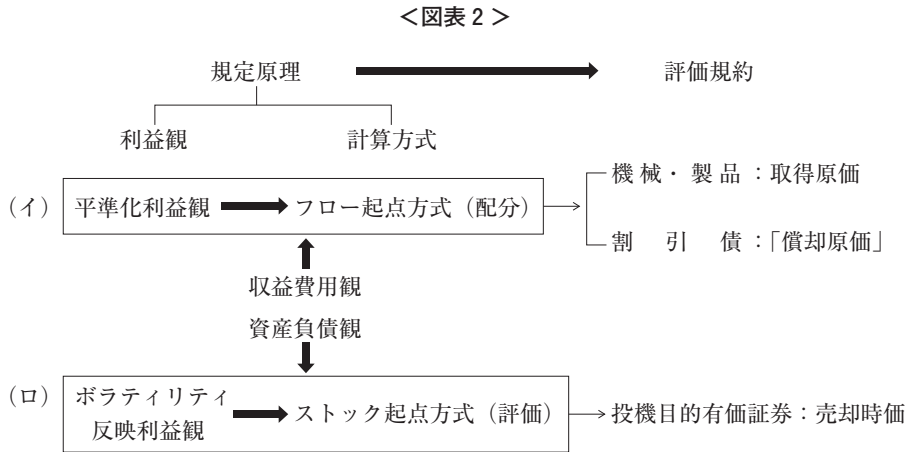 ＜図表２＞
規定原理 評価規約
利益観 計算方式
機械・製品：取得原価
（イ） 平準化利益観 フロー起点方式（配分）
割引債：「償却原価」
収益費用観
資産負債観
（ロ） ボラティリティ
反映利益観 ストック起点方式（評価） 投機目的有価証券：売却時価